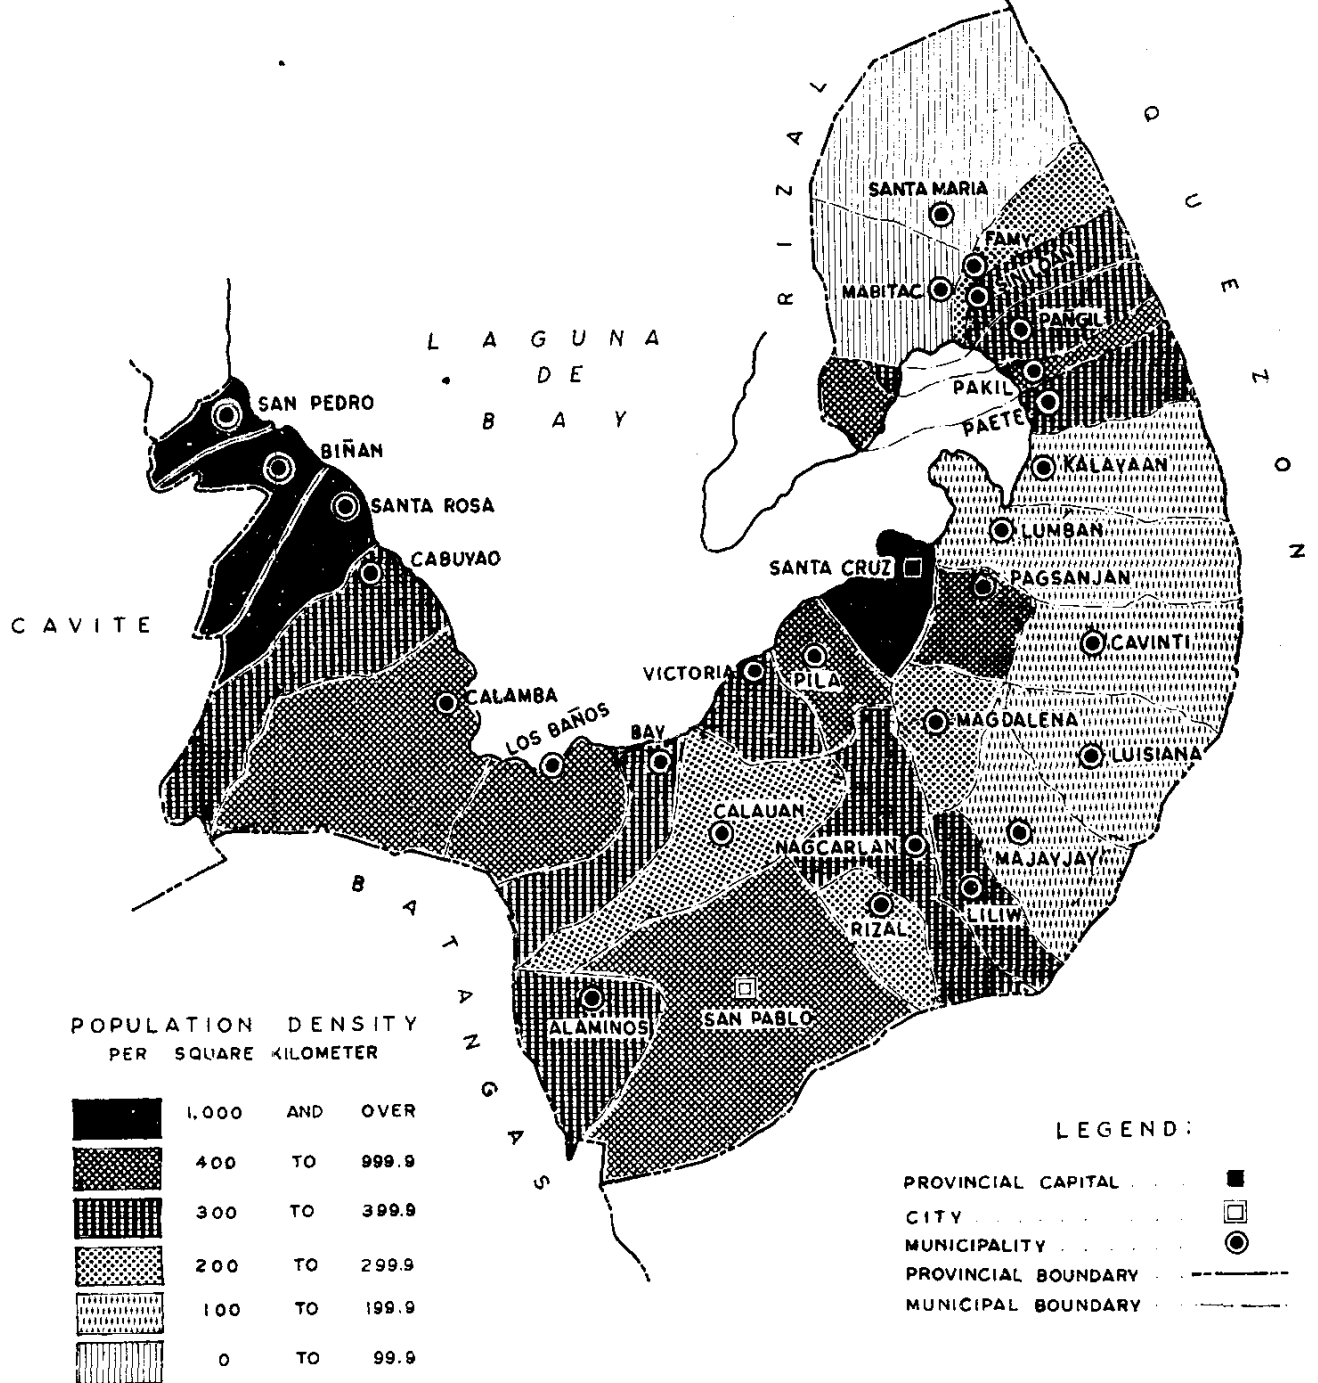 RIZAL
QUEZON
SANTA MARIA
FAMY
SINILOAN
MABITAC
PAÑGIL
LAGUNA
DE
BAY
PAKIL
PAETE
SAN PEDRO
BIÑAN
KALAYAAN
SANTA ROSA
LUMBAN
CABUYAO
SANTA CRUZ
PAGSANJAN
CAVITE
CAVINTI
VICTORIA
PILA
CALAMBA
MAGDALENA
LOS BAÑOS
BAY
LUISIANA
CALAUAN
NAGCARLAN
MAJAYJAY
BATANGAS
LILIW
RIZAL
SAN PABLO
ALAMINOS
POPULATION DENSITY
PER SQUARE KILOMETER
1,000 AND OVER
400 TO 999.9
300 TO 399.9
200 TO 299.9
100 TO 199.9
0 TO 99.9
LEGEND:
PROVINCIAL CAPITAL . . .
CITY . . . . . . .
MUNICIPALITY . . . . .
PROVINCIAL BOUNDARY . .
MUNICIPAL BOUNDARY . .